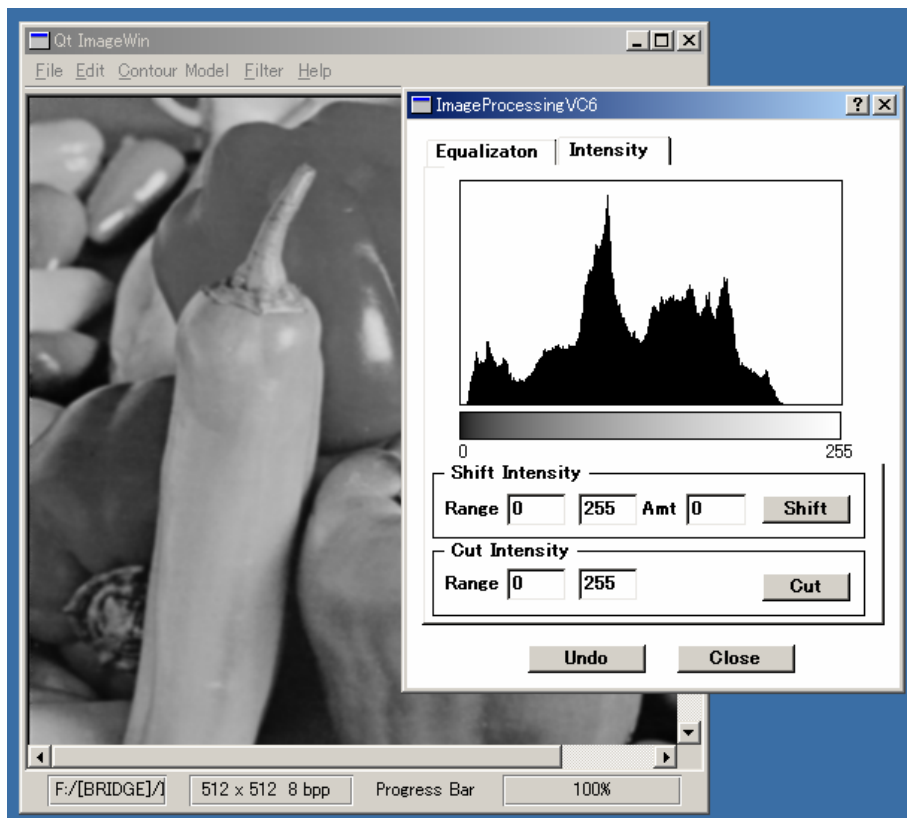 Qt ImageWin
File Edit Contour Model Filter Help
ImageProcessingVC6
Equalizaton Intensity
0 255
Shift Intensity
Range 0 255 Amt 0 Shift
Cut Intensity
Range 0 255 Cut
Undo Close
F:/[BRIDGE]/1 512 x 512 8 bpp Progress Bar 100%